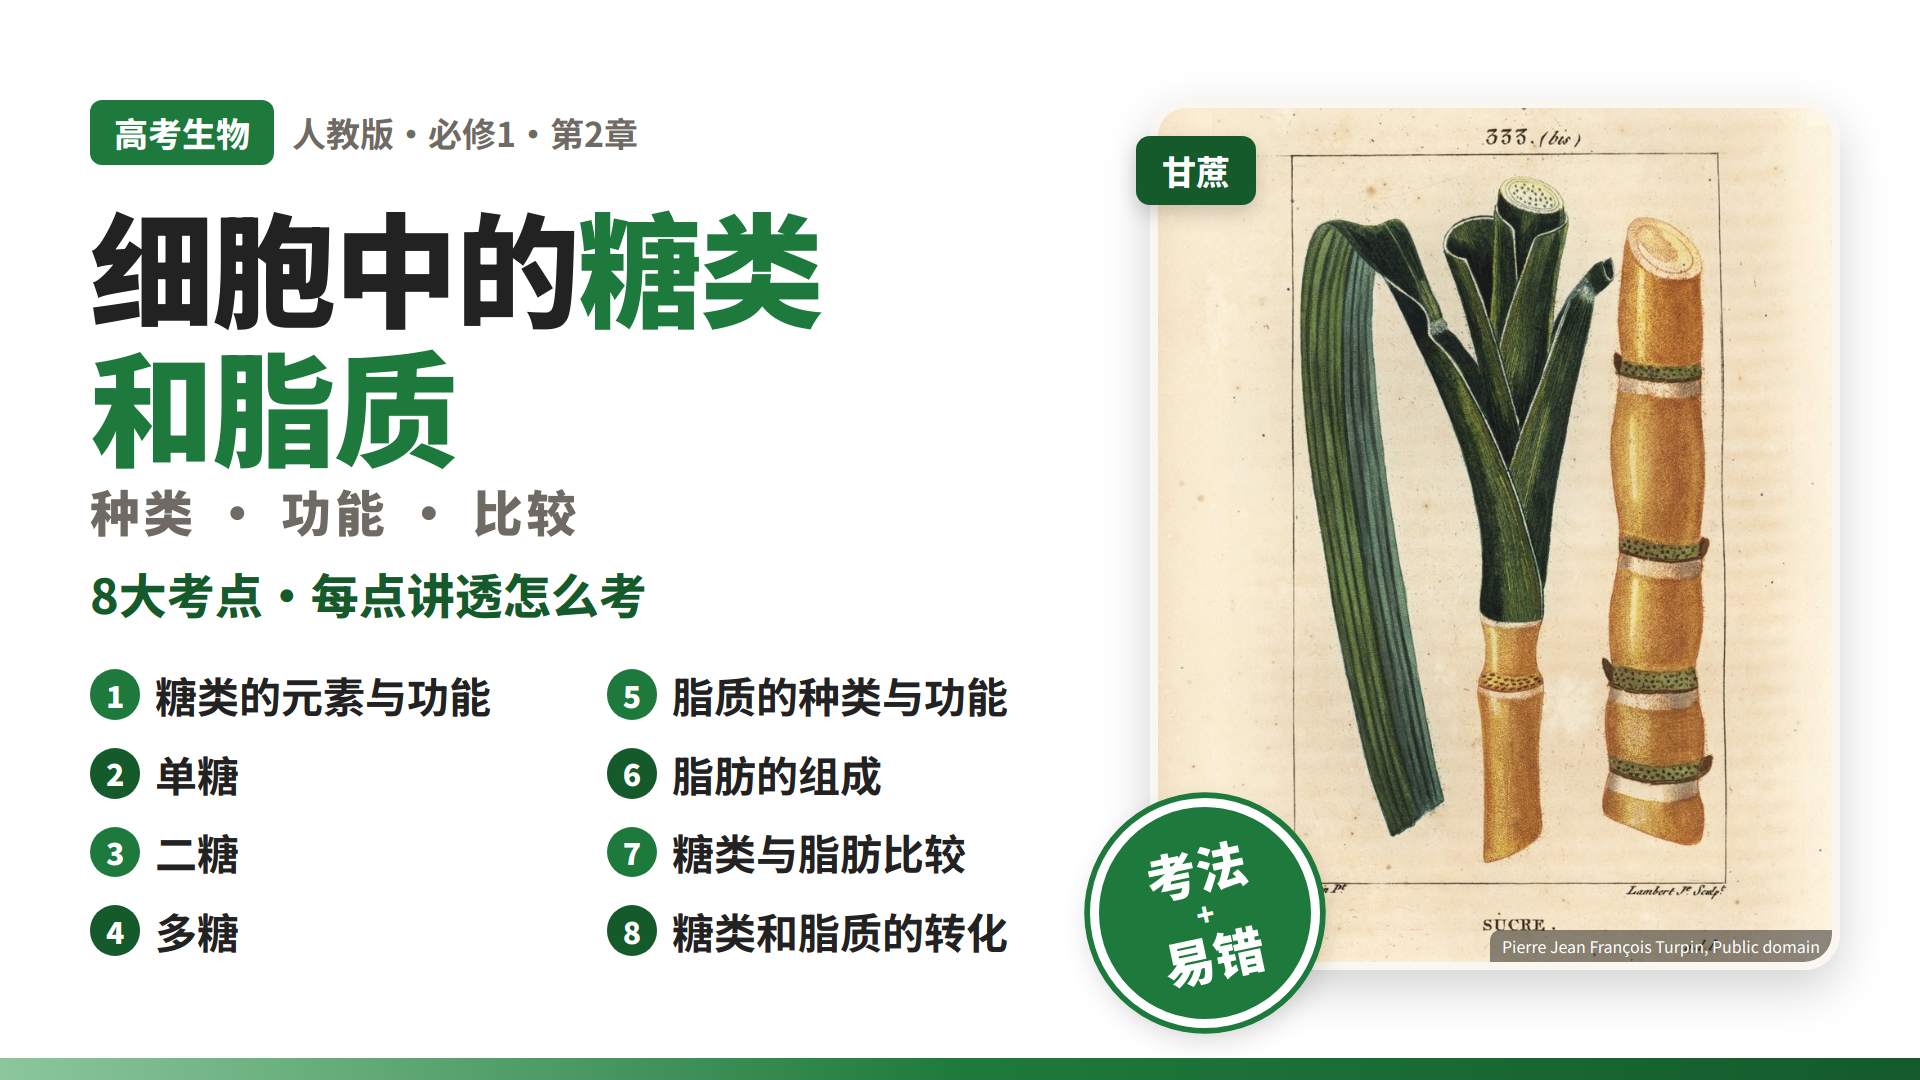 高考生物
人教版·必修1·第2章
细胞中的糖类
和脂质
种类 · 功能 · 比较
8大考点·每点讲透怎么考
1 糖类的元素与功能
2 单糖
3 二糖
4 多糖
5 脂质的种类与功能
6 脂肪的组成
7 糖类与脂肪比较
8 糖类和脂质的转化
甘蔗
333. (bis)
Lambert Jᵉ Sculpᵗ
SUCRE.
Pierre Jean François Turpin, Public domain
考法
+
易错